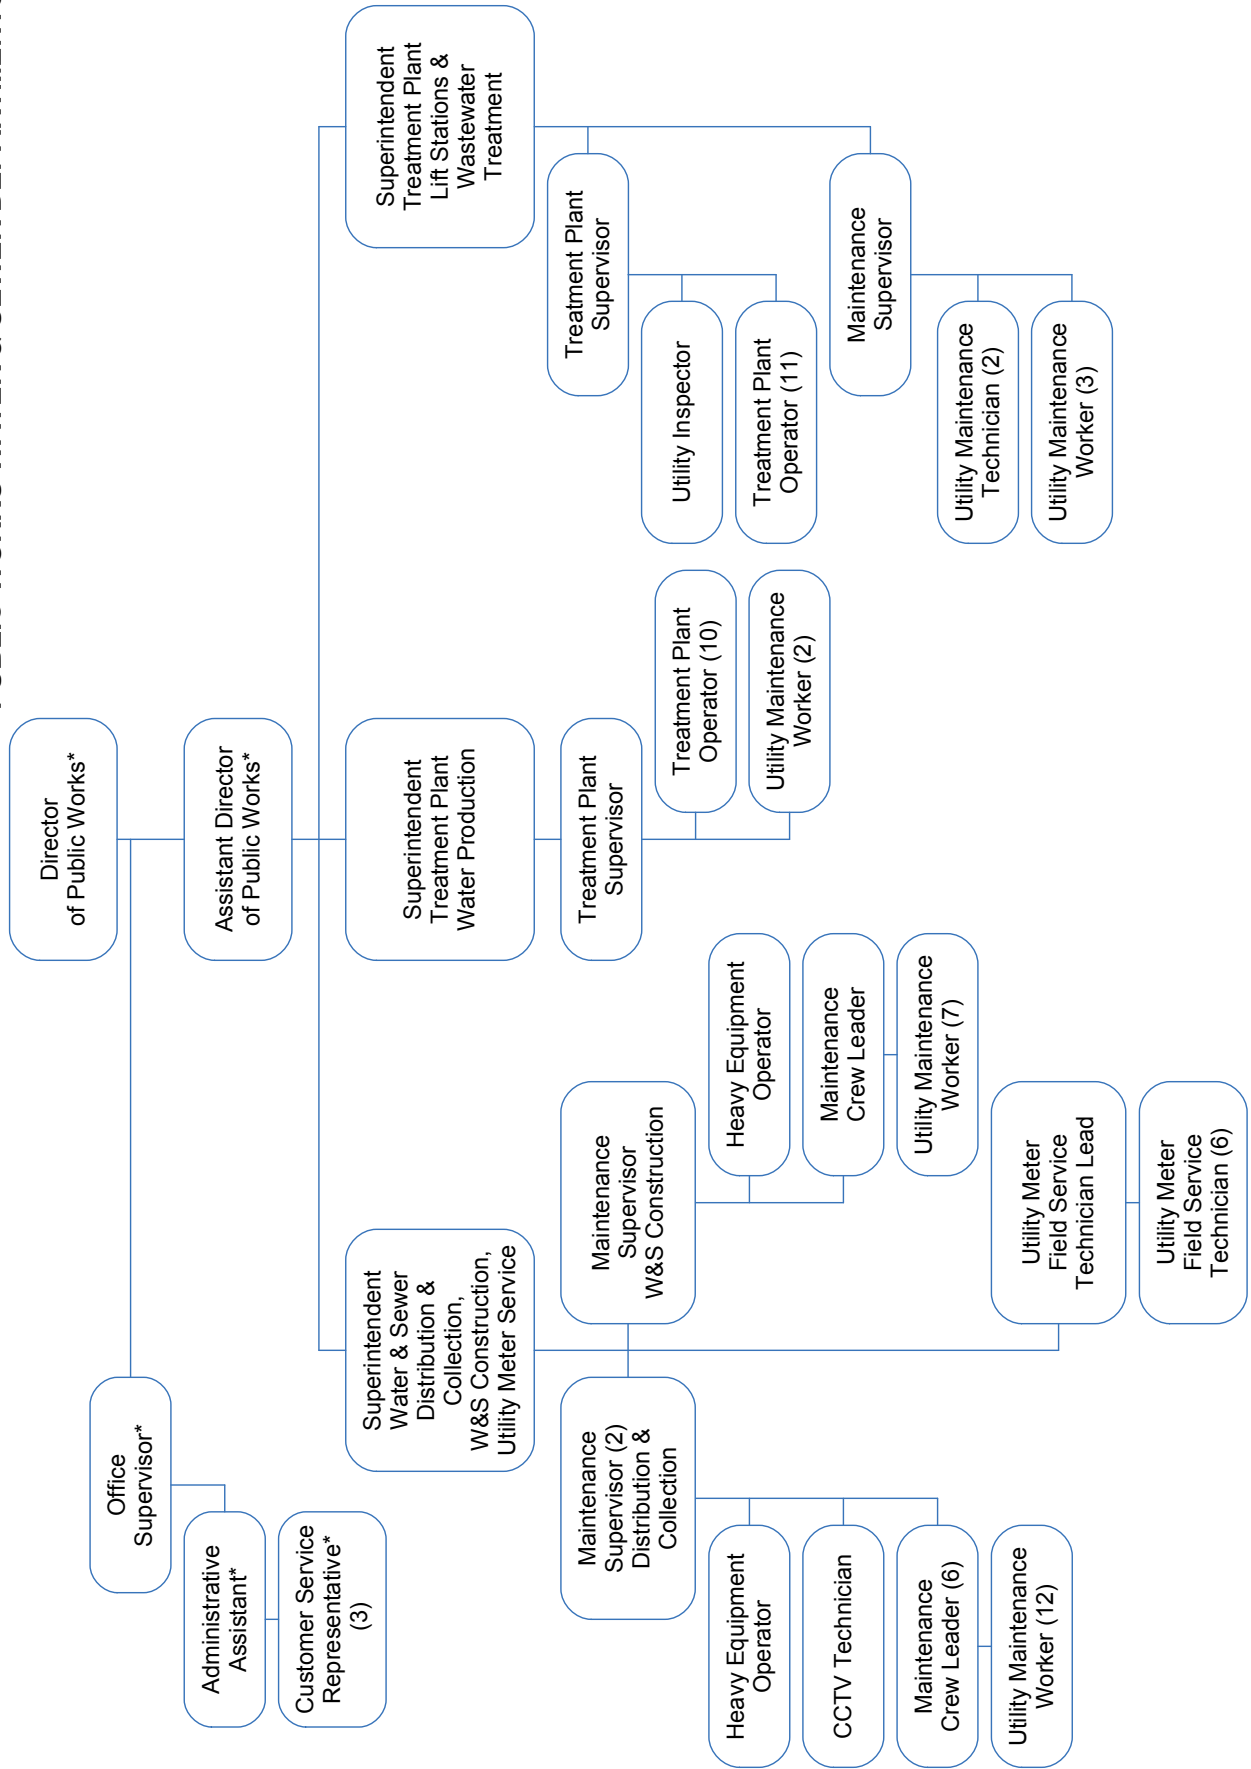 Director
of Public Works*
Office
Supervisor*
Administrative
Assistant*
Customer Service
Representative*
(3)
Assistant Director
of Public Works*
Superintendent
Water & Sewer
Distribution &
Collection,
W&S Construction,
Utility Meter Service
Maintenance
Supervisor (2)
Distribution &
Collection
Heavy Equipment
Operator
CCTV Technician
Maintenance
Crew Leader (6)
Utility Maintenance
Worker (12)
Maintenance
Supervisor
W&S Construction
Heavy Equipment
Operator
Maintenance
Crew Leader
Utility Maintenance
Worker (7)
Utility Meter
Field Service
Technician Lead
Utility Meter
Field Service
Technician (6)
Superintendent
Treatment Plant
Water Production
Treatment Plant
Supervisor
Treatment Plant
Operator (10)
Utility Maintenance
Worker (2)
Superintendent
Treatment Plant
Lift Stations &
Wastewater
Treatment
Treatment Plant
Supervisor
Utility Inspector
Treatment Plant
Operator (11)
Maintenance
Supervisor
Utility Maintenance
Technician (2)
Utility Maintenance
Worker (3)